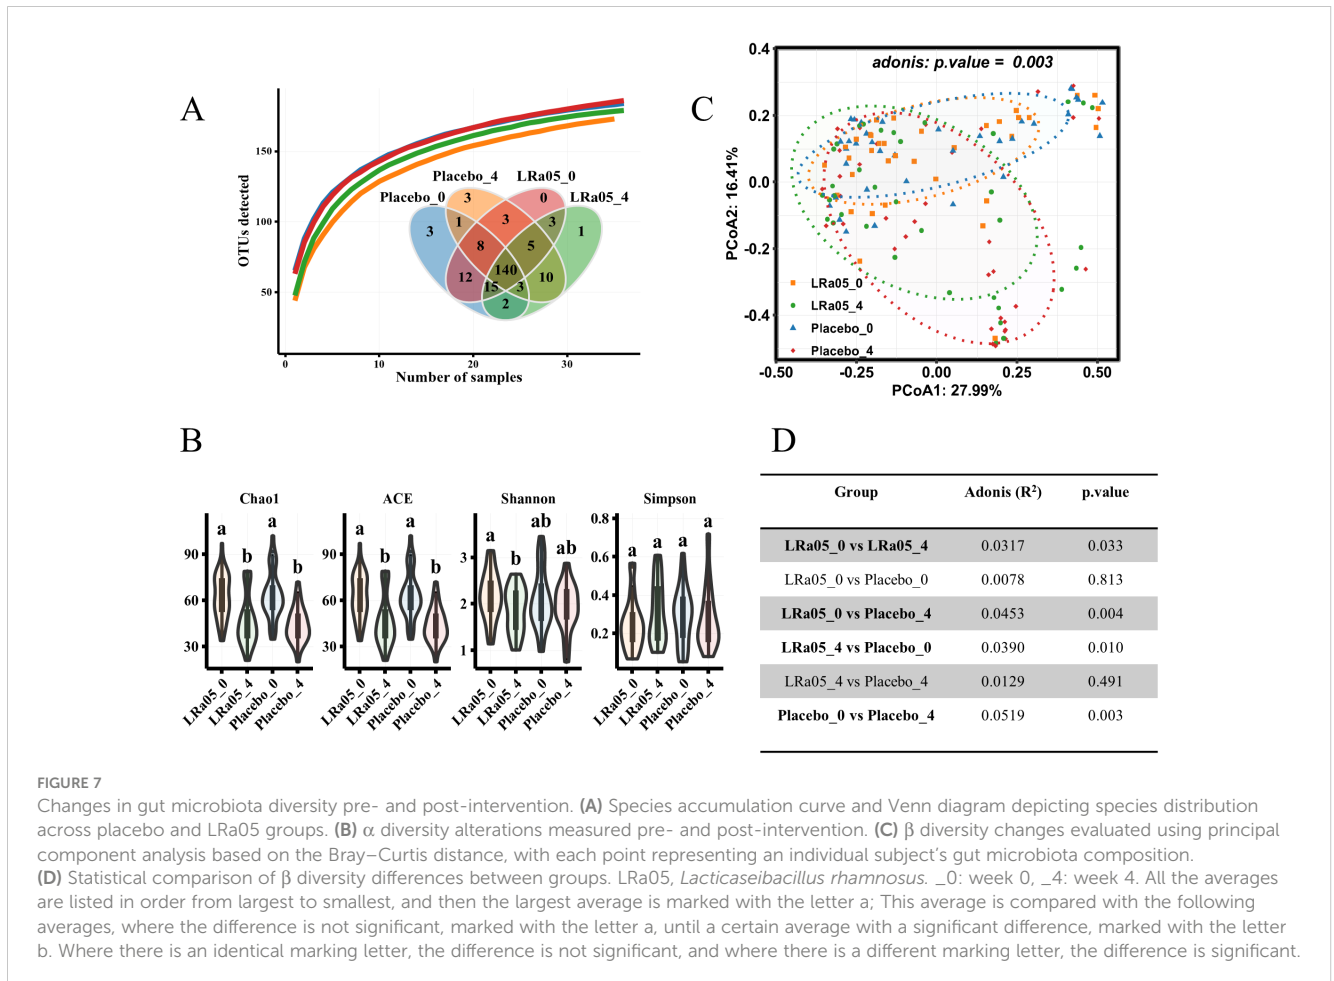 A
OTUs detected
150
100
50
0
10
20
30
Number of samples
Placebo_4
LRa05_0
Placebo_0
LRa05_4
3
0
3
1
3
3
1
8
5
12
140
10
15
3
2
C
adonis: p.value = 0.003
PCoA2: 16.41%
0.4
0.2
0.0
-0.2
-0.4
LRa05_0
LRa05_4
Placebo_0
Placebo_4
-0.50
-0.25
0.00
0.25
0.50
PCoA1: 27.99%
B
Chao1
a
b
a
b
90
60
30
LRa05_0
LRa05_4
Placebo_0
Placebo_4
ACE
a
b
a
b
90
60
30
LRa05_0
LRa05_4
Placebo_0
Placebo_4
Shannon
a
b
ab
ab
3
2
1
LRa05_0
LRa05_4
Placebo_0
Placebo_4
Simpson
a
a
a
a
0.8
0.6
0.4
0.2
LRa05_0
LRa05_4
Placebo_0
Placebo_4
D
Group Adonis (R²) p.value
LRa05_0 vs LRa05_4 0.0317 0.033
LRa05_0 vs Placebo_0 0.0078 0.813
LRa05_0 vs Placebo_4 0.0453 0.004
LRa05_4 vs Placebo_0 0.0390 0.010
LRa05_4 vs Placebo_4 0.0129 0.491
Placebo_0 vs Placebo_4 0.0519 0.003
FIGURE 7
Changes in gut microbiota diversity pre- and post-intervention. (A) Species accumulation curve and Venn diagram depicting species distribution
across placebo and LRa05 groups. (B) α diversity alterations measured pre- and post-intervention. (C) β diversity changes evaluated using principal
component analysis based on the Bray–Curtis distance, with each point representing an individual subject's gut microbiota composition.
(D) Statistical comparison of β diversity differences between groups. LRa05, Lacticaseibacillus rhamnosus. _0: week 0, _4: week 4. All the averages
are listed in order from largest to smallest, and then the largest average is marked with the letter a; This average is compared with the following
averages, where the difference is not significant, marked with the letter a, until a certain average with a significant difference, marked with the letter
b. Where there is an identical marking letter, the difference is not significant, and where there is a different marking letter, the difference is significant.